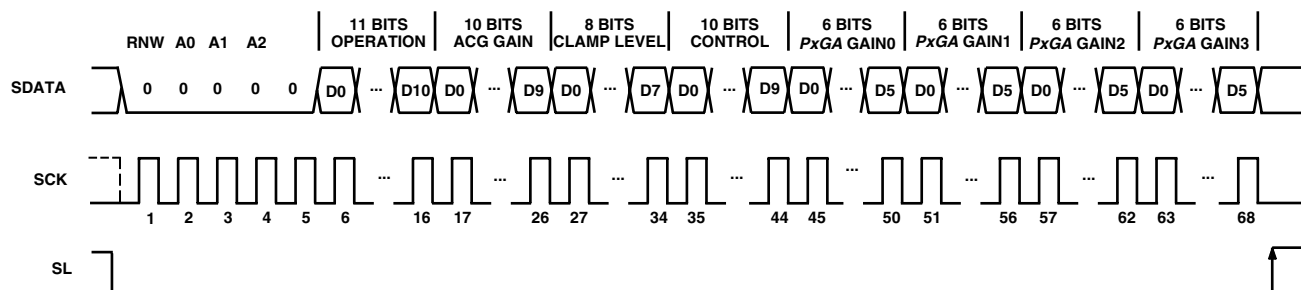 11 BITS OPERATION
10 BITS ACG GAIN
8 BITS CLAMP LEVEL
10 BITS CONTROL
6 BITS PxGA GAIN0
6 BITS PxGA GAIN1
6 BITS PxGA GAIN2
6 BITS PxGA GAIN3
RNW A0 A1 A2
SDATA 0 0 0 0 0 D0 ... D10 D0 ... D9 D0 ... D7 D0 ... D9 D0 ... D5 D0 ... D5 D0 ... D5 D0 ... D5
SCK ... ... ... ... ... ... ... ...
1 2 3 4 5 6 16 17 26 27 34 35 44 45 50 51 56 57 62 63 68
SL